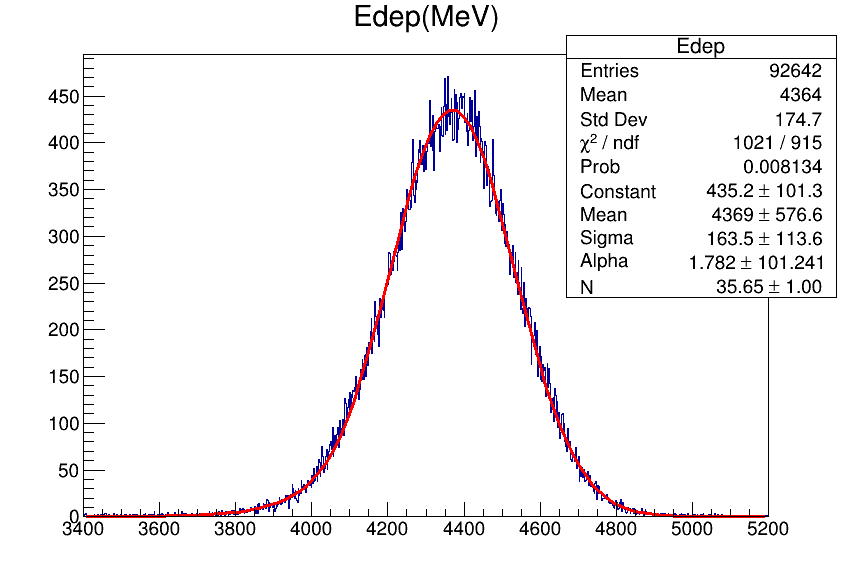 Edep(MeV)
Edep
Entries 92642
Mean 4364
Std Dev 174.7
χ² / ndf 1021 / 915
Prob 0.008134
Constant 435.2 ± 101.3
Mean 4369 ± 576.6
Sigma 163.5 ± 113.6
Alpha 1.782 ± 101.241
N 35.65 ± 1.00
450
400
350
300
250
200
150
100
50
0
3400 3600 3800 4000 4200 4400 4600 4800 5000 5200